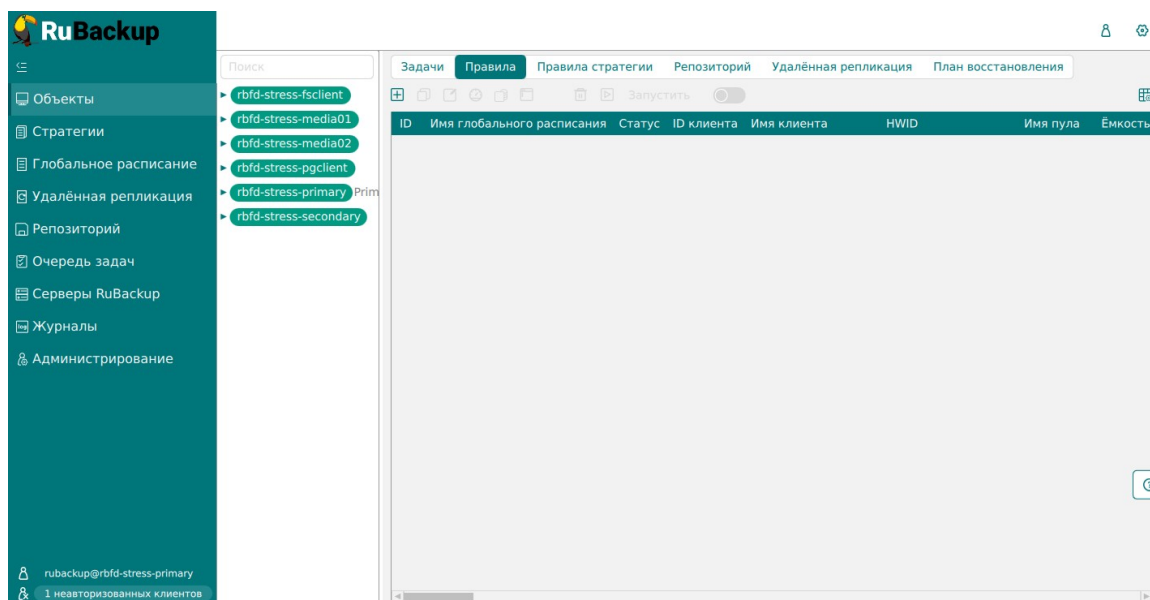 RuBackup
Объекты
Стратегии
Глобальное расписание
Удалённая репликация
Репозиторий
Очередь задач
Серверы RuBackup
Журналы
Администрирование
rubackup@rbfd-stress-primary
1 неавторизованных клиентов
Поиск
rbfd-stress-fsclient
rbfd-stress-media01
rbfd-stress-media02
rbfd-stress-pgclient
rbfd-stress-primary Prim
rbfd-stress-secondary
Задачи Правила Правила стратегии Репозиторий Удалённая репликация План восстановления
Запустить
ID Имя глобального расписания Статус ID клиента Имя клиента HWID Имя пула Ёмкость